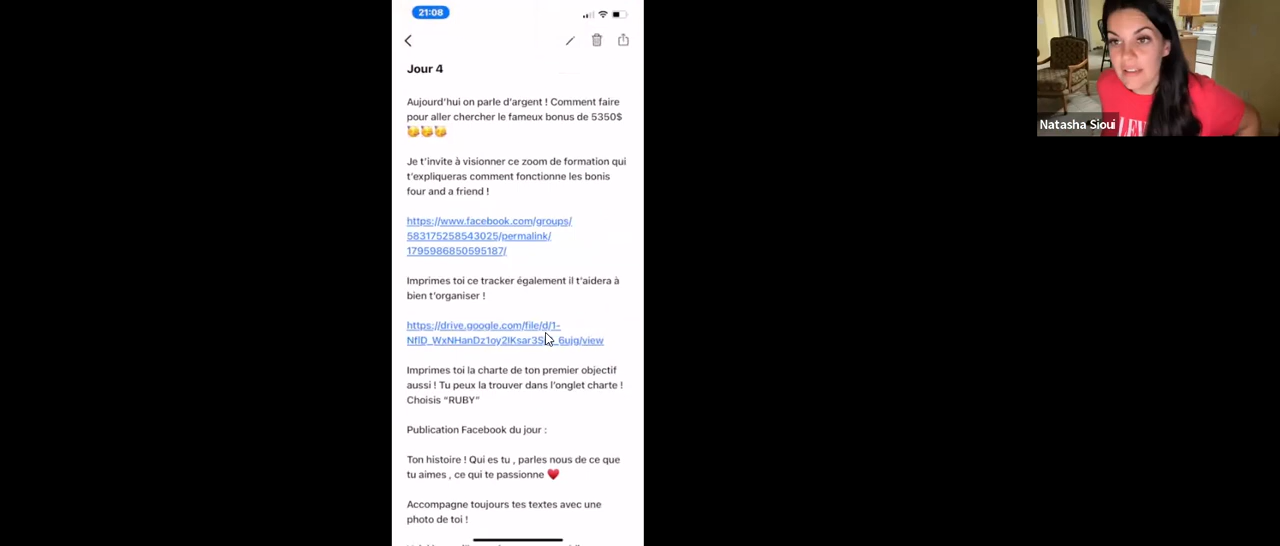 21:08
Jour 4
Aujourd'hui on parle d'argent ! Comment faire
pour aller chercher le fameux bonus de 5350$
🥳🥳🥳
Je t'invite à visionner ce zoom de formation qui
t'expliqueras comment fonctionne les bonis
four and a friend !
https://www.facebook.com/groups/
583175258543025/permalink/
1795986850595187/
Imprimes toi ce tracker également il t'aidera à
bien t'organiser !
https://drive.google.com/file/d/1-
6ujg/view
Imprimes toi la charte de ton premier objectif
aussi ! Tu peux la trouver dans l'onglet charte !
Choisis "RUBY"
Publication Facebook du jour :
Ton histoire ! Qui es tu , parles nous de ce que
tu aimes , ce qui te passionne ♥️
Accompagne toujours tes textes avec une
photo de toi !
Natasha Sioui